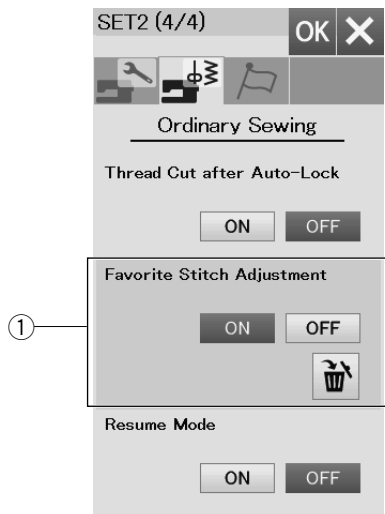 SET2 (4/4)
OK
Ordinary Sewing
Thread Cut after Auto-Lock
ON OFF
Favorite Stitch Adjustment
① ON OFF
Resume Mode
ON OFF